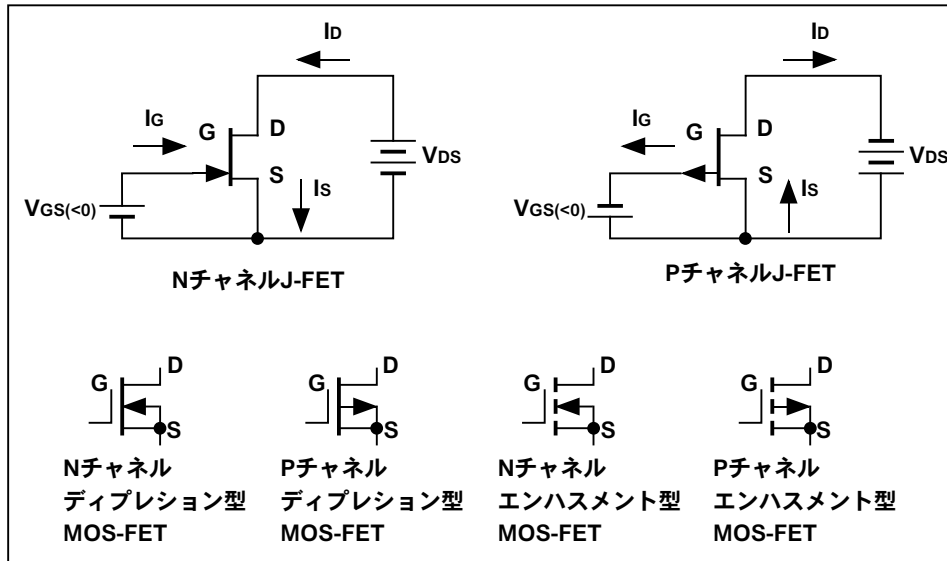 ID
IG
G
D
S
IS
VDS
VGS(<0)
NチャネルJ-FET
ID
IG
G
D
S
IS
VDS
VGS(<0)
PチャネルJ-FET
D
G
S
Nチャネル
ディプレション型
MOS-FET
D
G
S
Pチャネル
ディプレション型
MOS-FET
D
G
S
Nチャネル
エンハスメント型
MOS-FET
D
G
S
Pチャネル
エンハスメント型
MOS-FET